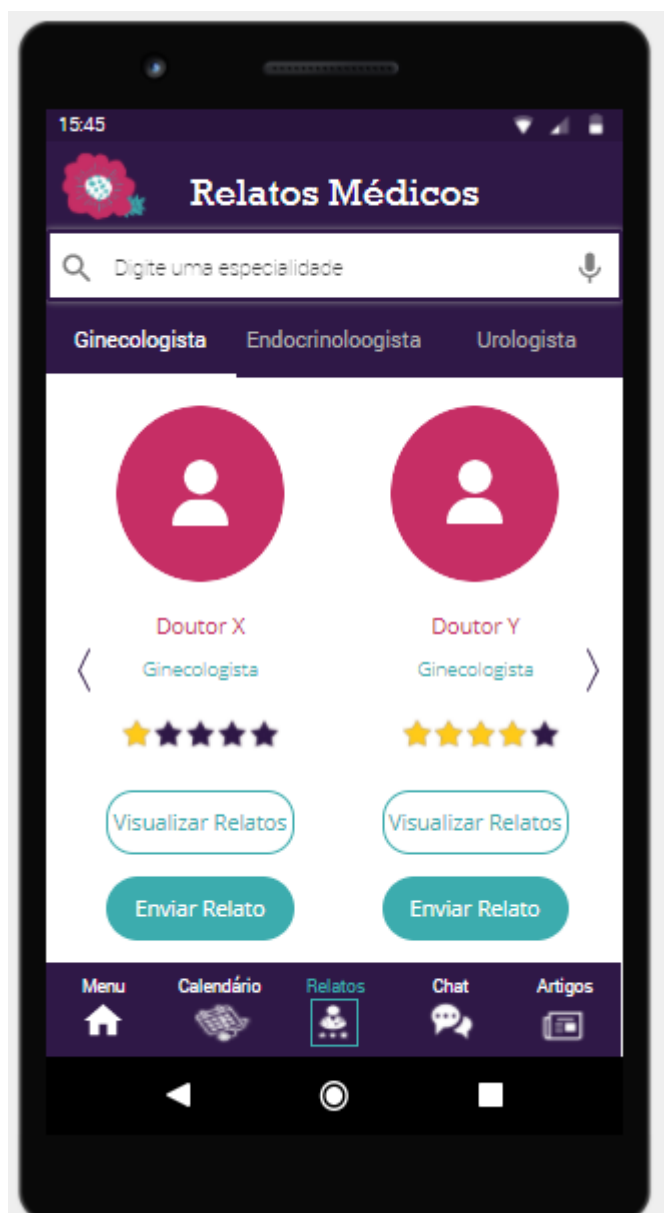 15:45
Relatos Médicos
Digite uma especialidade
Ginecologista Endocrinoloogista Urologista
Doutor X Doutor Y
Ginecologista Ginecologista
Visualizar Relatos Visualizar Relatos
Enviar Relato Enviar Relato
Menu Calendário Relatos Chat Artigos